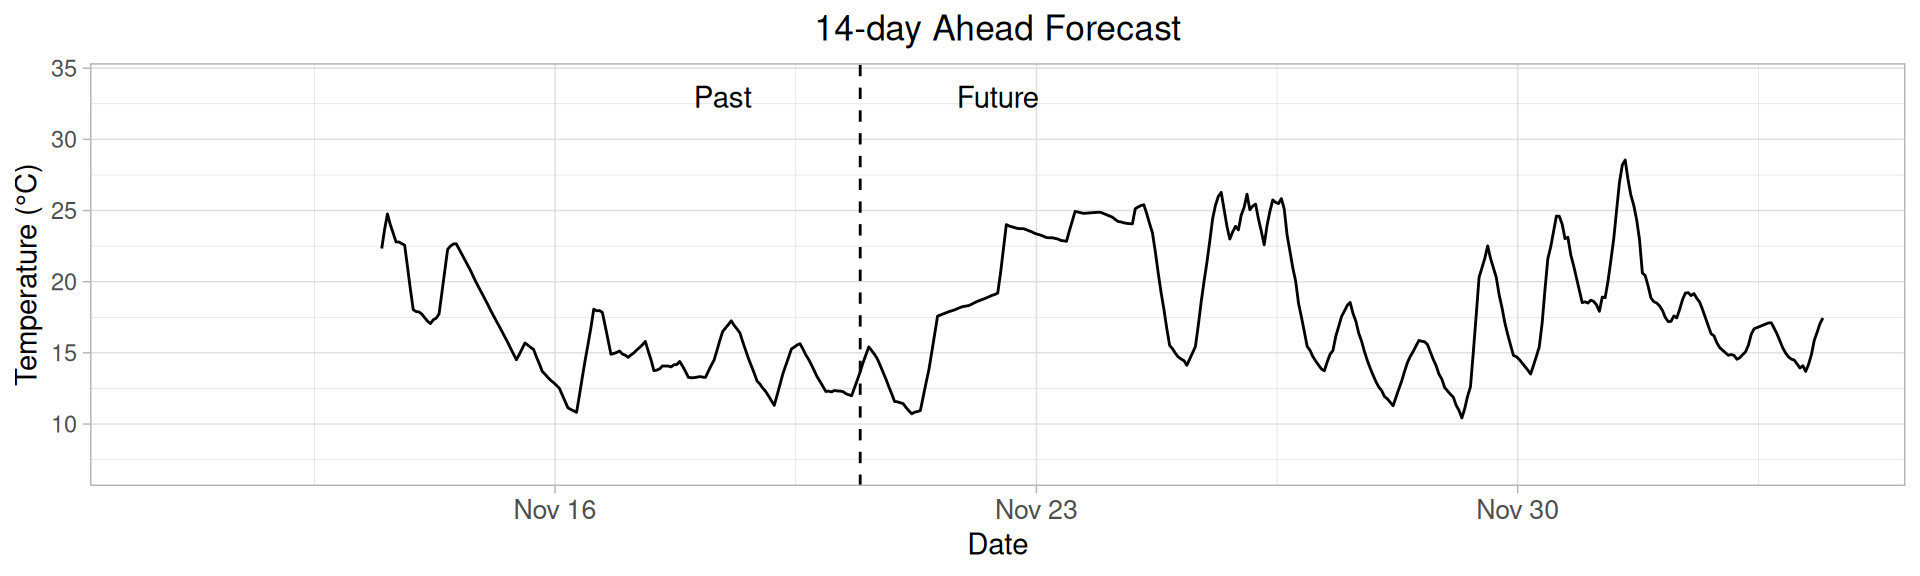 14-day Ahead Forecast
35
30
25
20
15
10
Temperature (°C)
Past
Future
Nov 16
Nov 23
Nov 30
Date